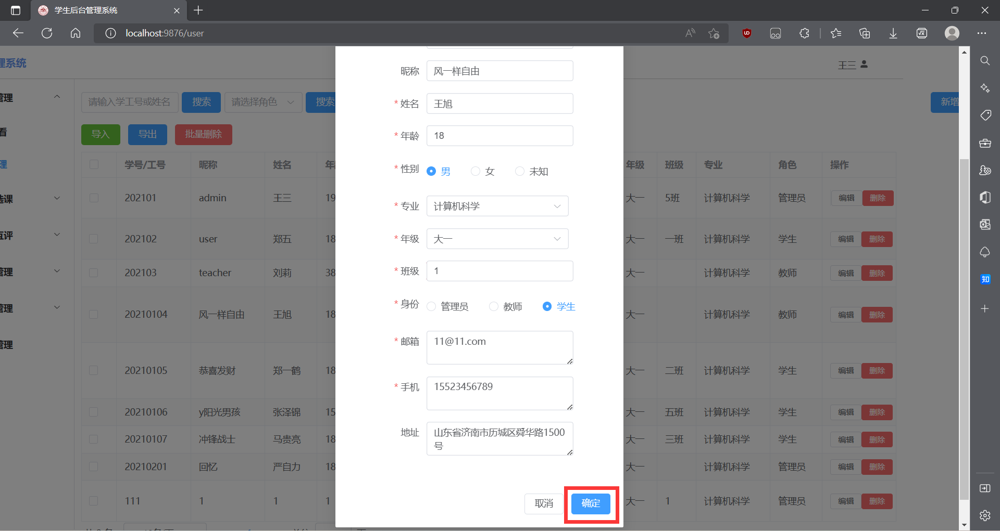 学生后台管理系统
localhost:9876/user
理系统
王三
管理
看
理
选课
互评
管理
管理
管理
请输入学工号或姓名 搜索 请选择角色 搜索 新增
导入 导出 批量删除
学号/工号 昵称 姓名 年龄 年级 班级 专业 角色 操作
202101 admin 王三 19 大一 5班 计算机科学 管理员 编辑 删除
202102 user 郑五 18 大一 一班 计算机科学 学生 编辑 删除
202103 teacher 刘莉 38 大一 计算机科学 教师 编辑 删除
20210104 风一样自由 王旭 18 大一 计算机科学 教师 编辑 删除
20210105 恭喜发财 郑一鹤 18 大一 二班 计算机科学 学生 编辑 删除
20210106 y阳光男孩 张泽锦 15 大一 五班 计算机科学 学生 编辑 删除
20210107 冲锋战士 马贵亮 18 大一 三班 计算机科学 学生 编辑 删除
20210201 回忆 严自力 18 大一 计算机科学 管理员 编辑 删除
111 1 1 1 大一 1 计算机科学 管理员 编辑 删除
昵称 风一样自由
* 姓名 王旭
* 年龄 18
* 性别 男 女 未知
* 专业 计算机科学
* 年级 大一
* 班级 1
* 身份 管理员 教师 学生
* 邮箱 11@11.com
* 手机 15523456789
地址 山东省济南市历城区舜华路1500
号
取消 确定
知